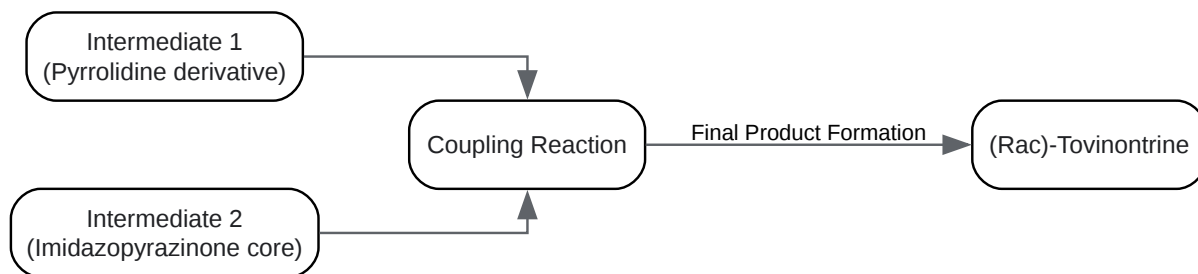 Intermediate 1
(Pyrrolidine derivative)
Coupling Reaction
Final Product Formation
(Rac)-Tovinontrine
Intermediate 2
(Imidazopyrazinone core)